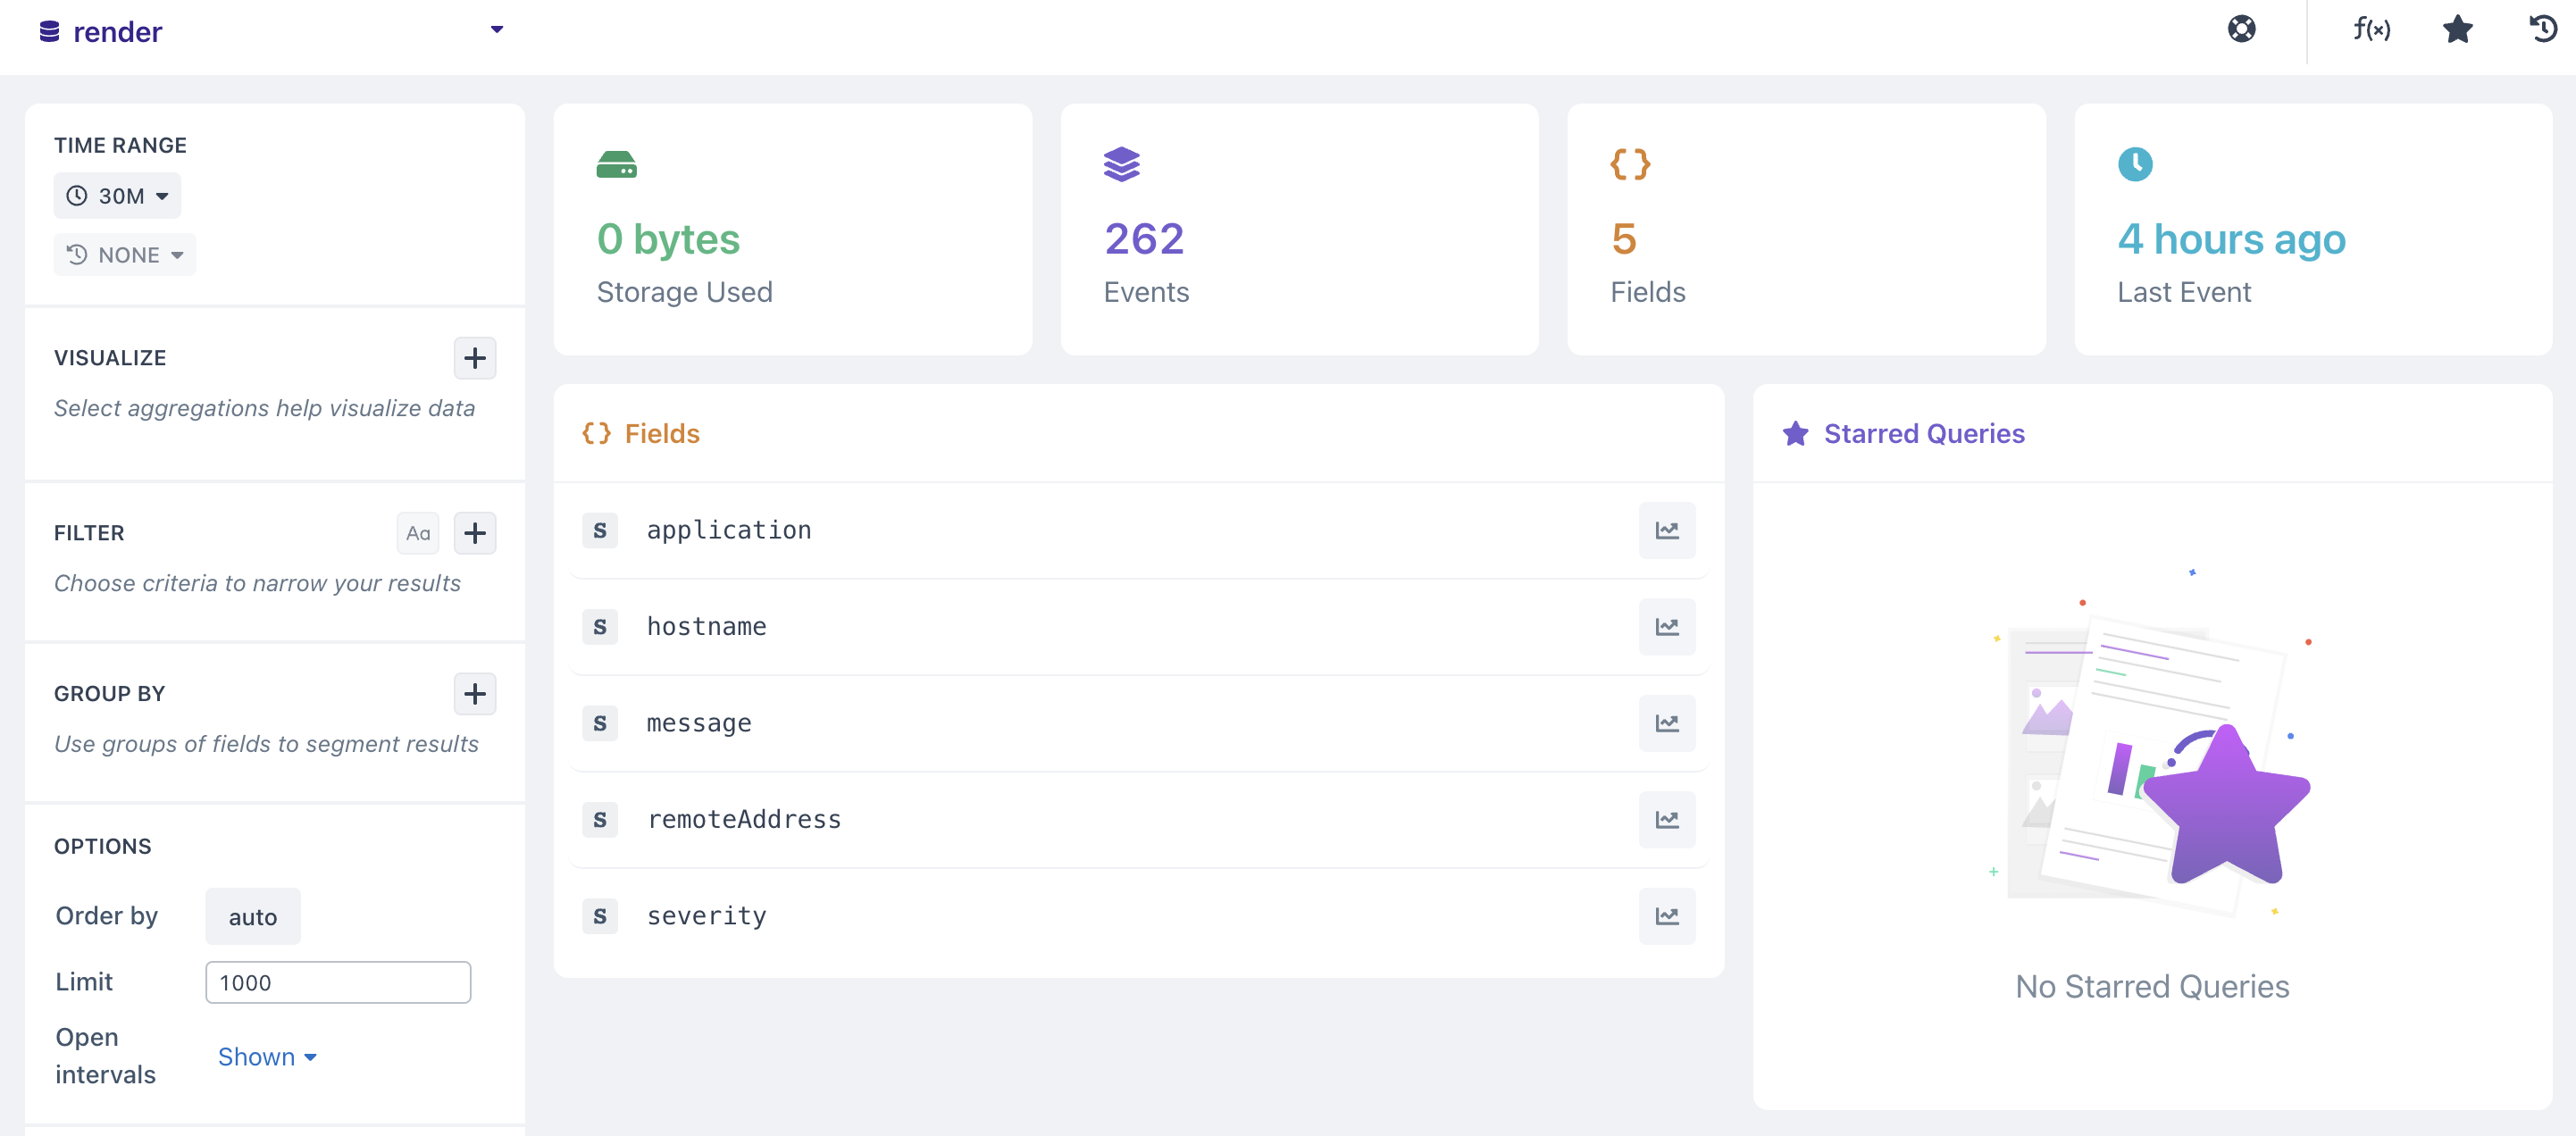 render
f(x)
TIME RANGE
30M
NONE
VISUALIZE
Select aggregations help visualize data
FILTER
Aa
Choose criteria to narrow your results
GROUP BY
Use groups of fields to segment results
OPTIONS
Order by
auto
Limit
1000
Open
intervals
Shown
0 bytes
Storage Used
262
Events
{}
5
Fields
4 hours ago
Last Event
{} Fields
S application
S hostname
S message
S remoteAddress
S severity
Starred Queries
No Starred Queries